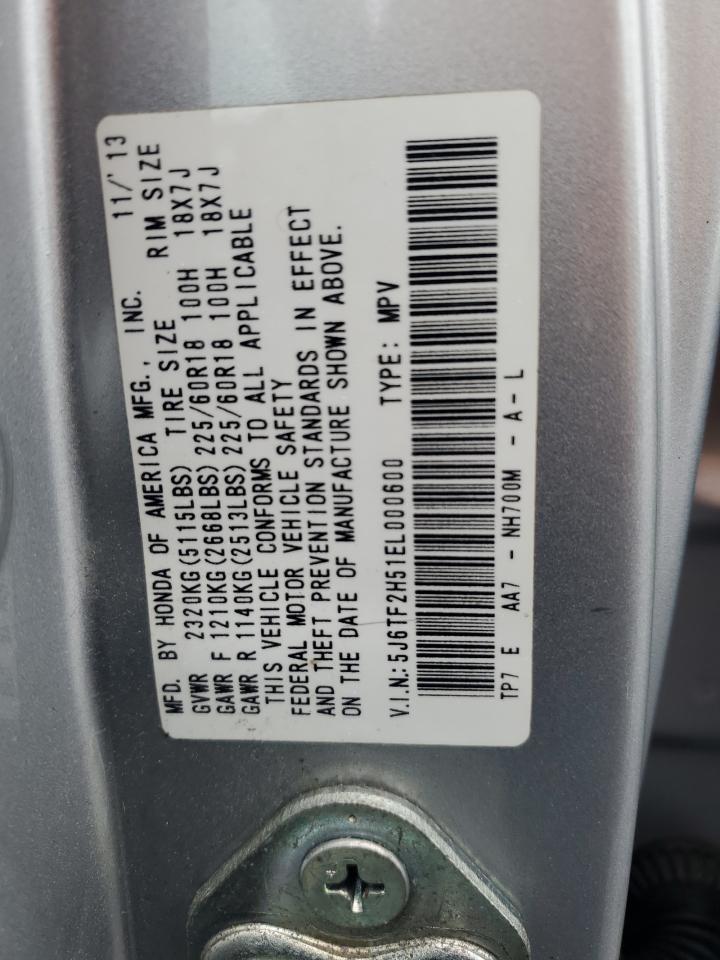 MFD. BY HONDA OF AMERICA MFG., INC. 11/'13
GVWR 2320KG(5115LBS) TIRE SIZE RIM SIZE
GAWR F 1210KG(2668LBS) 225/60R18 100H 18X7J
GAWR R 1140KG(2513LBS) 225/60R18 100H 18X7J
THIS VEHICLE CONFORMS TO ALL APPLICABLE
FEDERAL MOTOR VEHICLE SAFETY
AND THEFT PREVENTION STANDARDS IN EFFECT
ON THE DATE OF MANUFACTURE SHOWN ABOVE.
V.I.N.: 5J6TF2H51EL000600 TYPE: MPV
TP7 E AA7 - NH700M - A - L